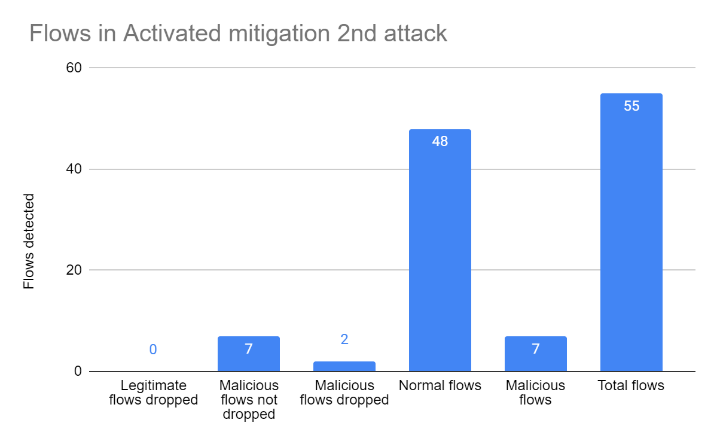 Flows in Activated mitigation 2nd attack
Flows detected
60
40
20
0
0
7
2
48
7
55
Legitimate
flows dropped
Malicious
flows not
dropped
Malicious
flows dropped
Normal flows
Malicious
flows
Total flows